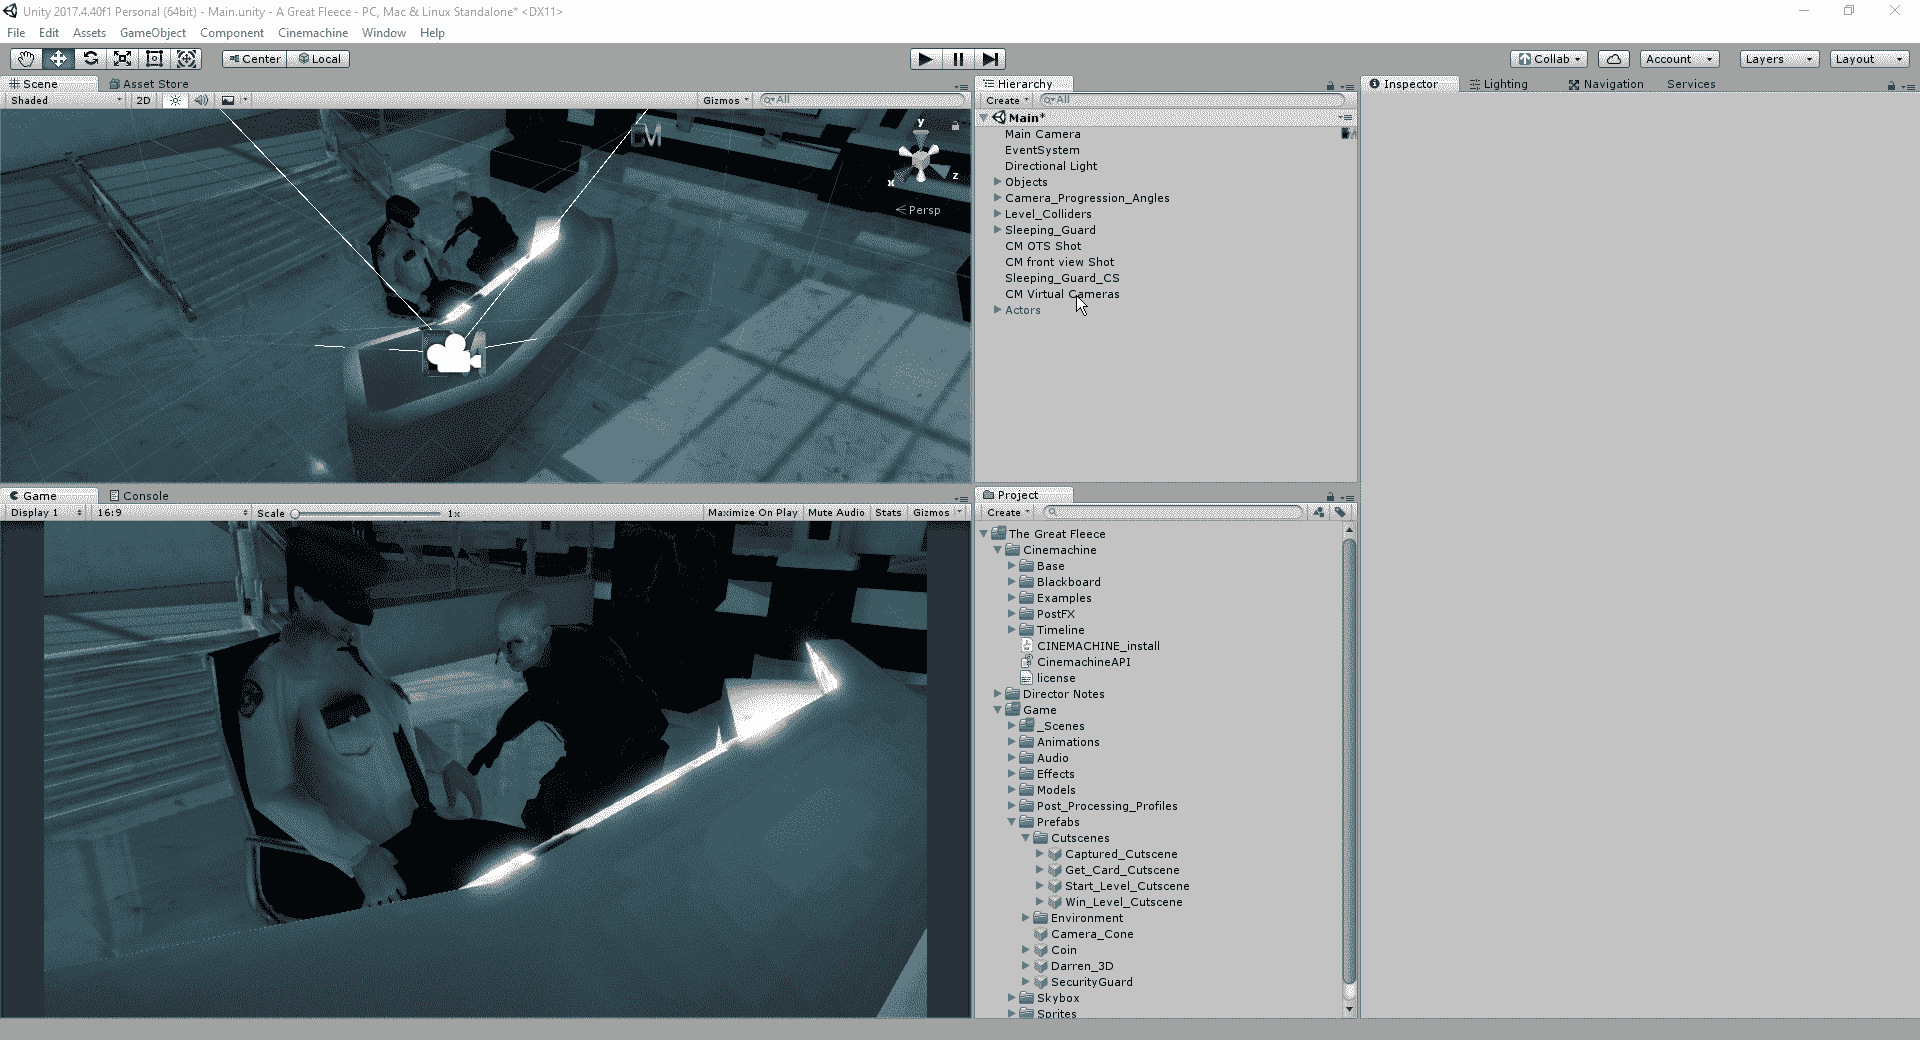 Unity 2017.4.40f1 Personal (64bit) - Main.unity - A Great Fleece - PC, Mac & Linux Standalone* <DX11>
File Edit Assets GameObject Component Cinemachine Window Help
Center Local Collab Account Layers Layout
Scene Asset Store
Shaded 2D Gizmos All
y
x
z
Persp
Hierarchy
Create All
Main*
Main Camera
EventSystem
Directional Light
Objects
Camera_Progression_Angles
Level_Colliders
Sleeping_Guard
CM OTS Shot
CM front view Shot
Sleeping_Guard_CS
CM Virtual Cameras
Actors
Inspector Lighting Navigation Services
Game Console
Display 1 16:9 Scale 1x Maximize On Play Mute Audio Stats Gizmos
Project
Create
The Great Fleece
Cinemachine
Base
Blackboard
Examples
PostFX
Timeline
CINEMACHINE_install
CinemachineAPI
license
Director Notes
Game
_Scenes
Animations
Audio
Effects
Models
Post_Processing_Profiles
Prefabs
Cutscenes
Captured_Cutscene
Get_Card_Cutscene
Start_Level_Cutscene
Win_Level_Cutscene
Environment
Camera_Cone
Coin
Darren_3D
SecurityGuard
Skybox
Sprites